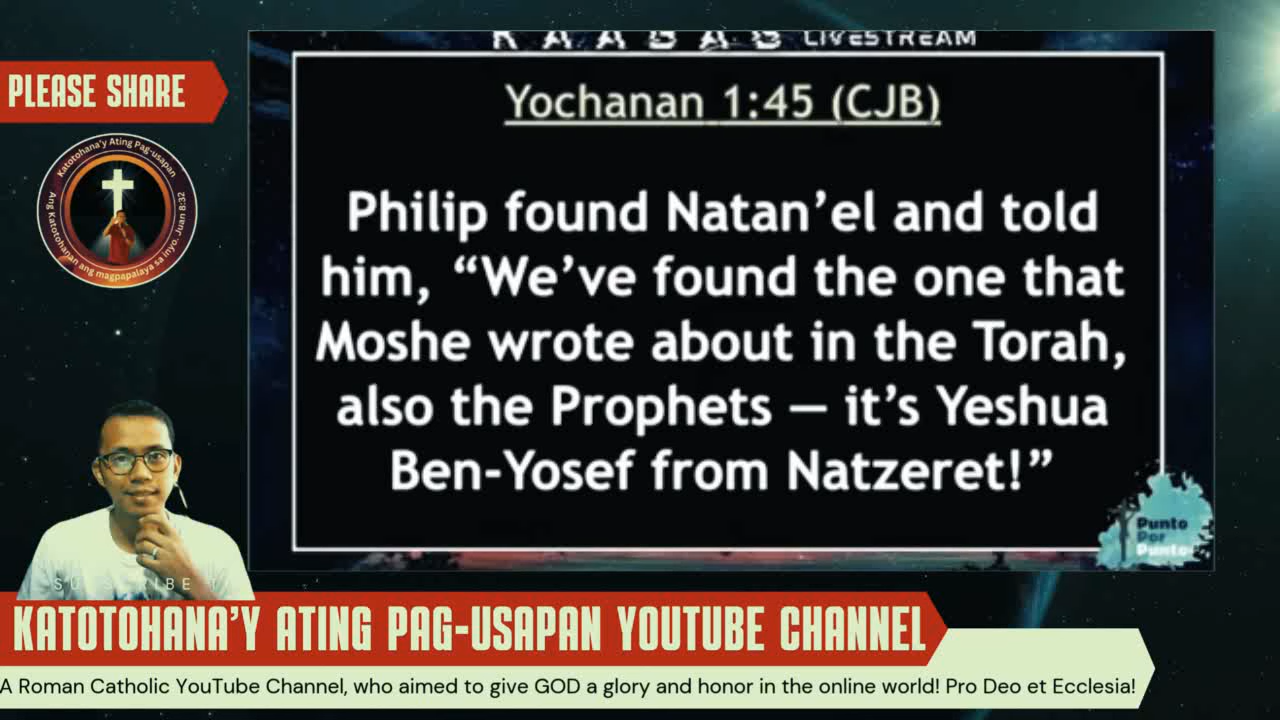 KAABAG LIVESTREAM
PLEASE SHARE
Katotohana'y Ating Pag-usapan
Ang Katotohanan ang magpapalaya sa inyo. Juan 8:32
Yochanan 1:45 (CJB)
Philip found Natan’el and told
him, “We’ve found the one that
Moshe wrote about in the Torah,
also the Prophets — it’s Yeshua
Ben-Yosef from Natzeret!”
Punto
Por
Punto
KATOTOHANA’Y ATING PAG-USAPAN YOUTUBE CHANNEL
A Roman Catholic YouTube Channel, who aimed to give GOD a glory and honor in the online world! Pro Deo et Ecclesia!